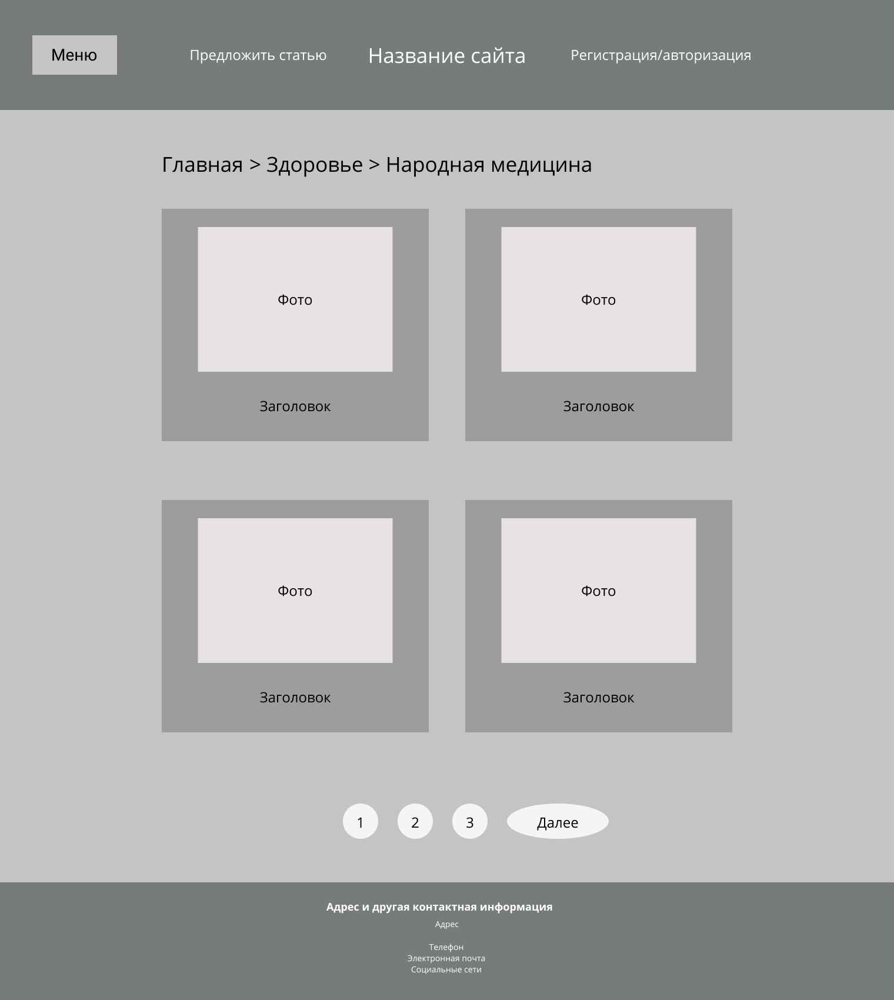 Меню
Предложить статью
Название сайта
Регистрация/авторизация
Главная > Здоровье > Народная медицина
Фото
Фото
Заголовок
Заголовок
Фото
Фото
Заголовок
Заголовок
1
2
3
Далее
Адрес и другая контактная информация
Адрес
Телефон
Электронная почта
Социальные сети